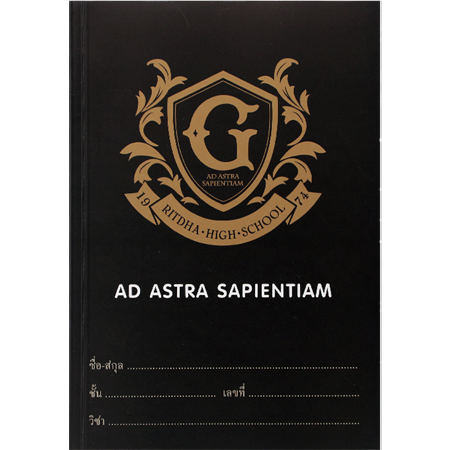 G
AD ASTRA
SAPIENTIAM
19 RITDHA·HIGH·SCHOOL 74
AD ASTRA SAPIENTIAM
ชื่อ-สกุล
ชั้น เลขที่
วิชา